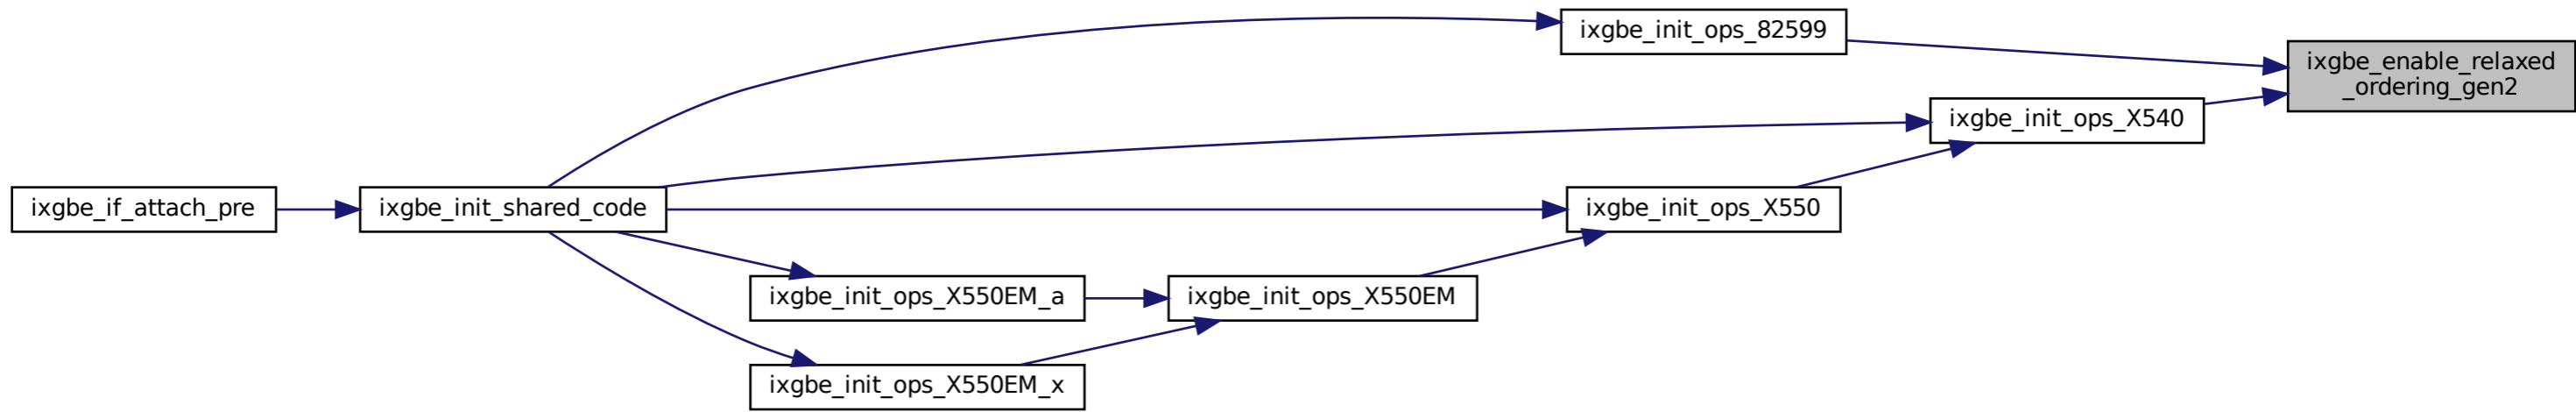 ixgbe_init_ops_82599
ixgbe_enable_relaxed
_ordering_gen2
ixgbe_init_ops_X540
ixgbe_if_attach_pre
ixgbe_init_shared_code
ixgbe_init_ops_X550
ixgbe_init_ops_X550EM_a
ixgbe_init_ops_X550EM
ixgbe_init_ops_X550EM_x